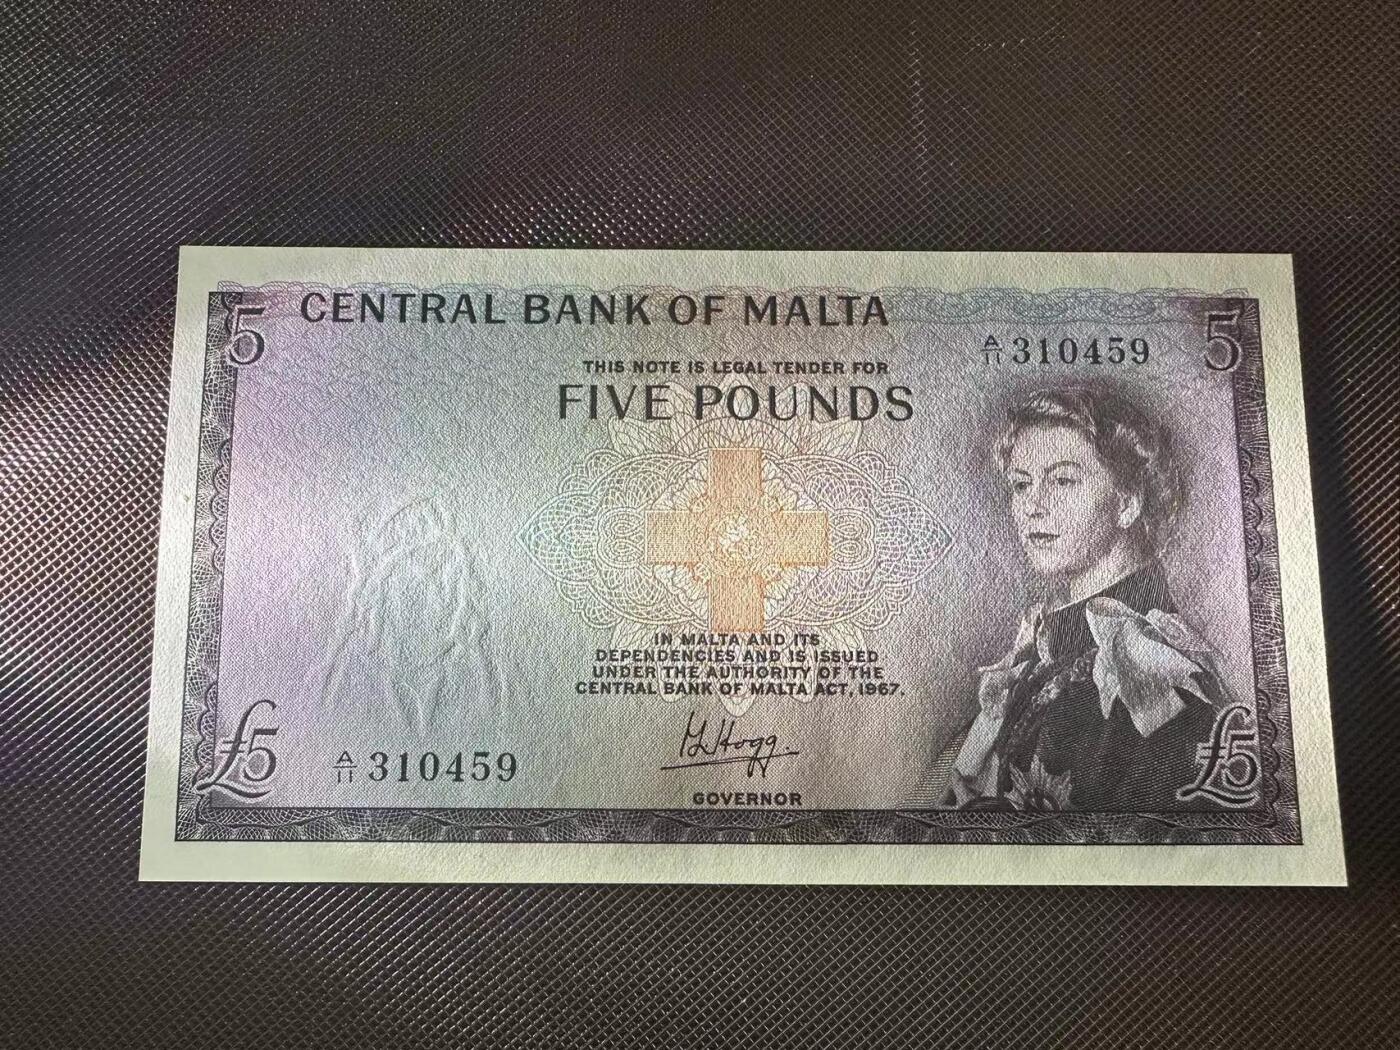 5
CENTRAL BANK OF MALTA
THIS NOTE IS LEGAL TENDER FOR
FIVE POUNDS
A/11 310459
5
IN MALTA AND ITS
DEPENDENCIES AND IS ISSUED
UNDER THE AUTHORITY OF THE
CENTRAL BANK OF MALTA ACT, 1967.
£5
A/11 310459
Hogg
GOVERNOR
£5